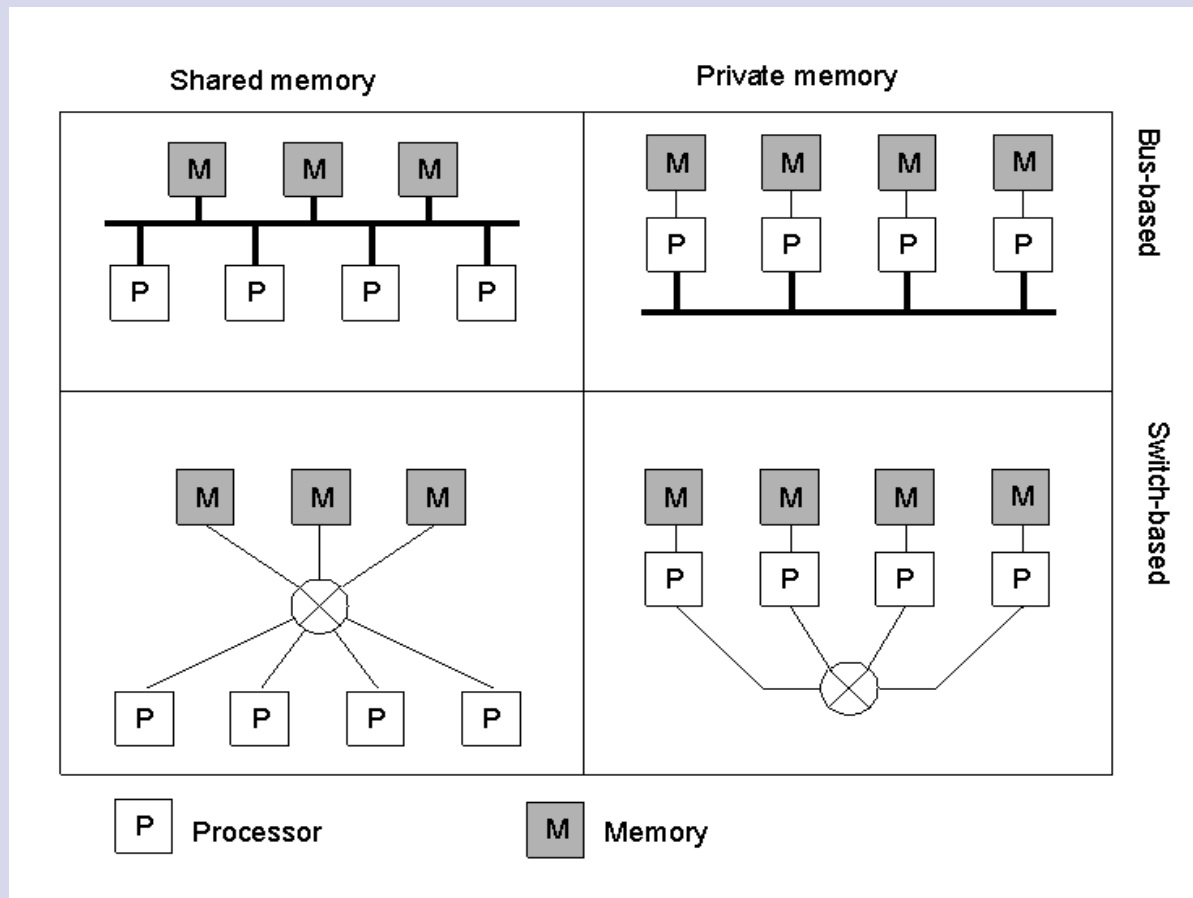 Shared memory
Private memory
M M M
P P P P
M M M M
P P P P
Bus-based
M M M
P P P P
M M M M
P P P P
Switch-based
P Processor
M Memory